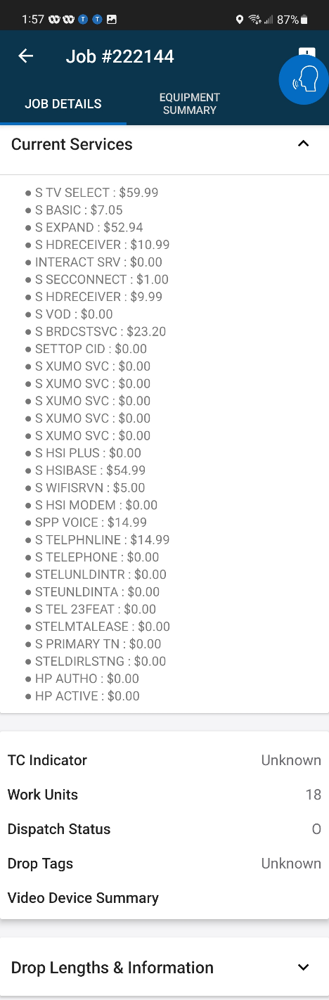 1:57 87%
Job #222144
JOB DETAILS
EQUIPMENT
SUMMARY
Current Services
● S TV SELECT : $59.99
● S BASIC : $7.05
● S EXPAND : $52.94
● S HDRECEIVER : $10.99
● INTERACT SRV : $0.00
● S SECCONNECT : $1.00
● S HDRECEIVER : $9.99
● S VOD : $0.00
● S BRDCSTSVC : $23.20
● SETTOP CID : $0.00
● S XUMO SVC : $0.00
● S XUMO SVC : $0.00
● S XUMO SVC : $0.00
● S XUMO SVC : $0.00
● S XUMO SVC : $0.00
● S HSI PLUS : $0.00
● S HSIBASE : $54.99
● S WIFISRVN : $5.00
● S HSI MODEM : $0.00
● SPP VOICE : $14.99
● S TELPHNLINE : $14.99
● S TELEPHONE : $0.00
● STELUNLDINTR : $0.00
● STEUNLDINTA : $0.00
● S TEL 23FEAT : $0.00
● STELMTALEASE : $0.00
● S PRIMARY TN : $0.00
● STELDIRLSTNG : $0.00
● HP AUTHO : $0.00
● HP ACTIVE : $0.00
TC Indicator Unknown
Work Units 18
Dispatch Status O
Drop Tags Unknown
Video Device Summary
Drop Lengths & Information